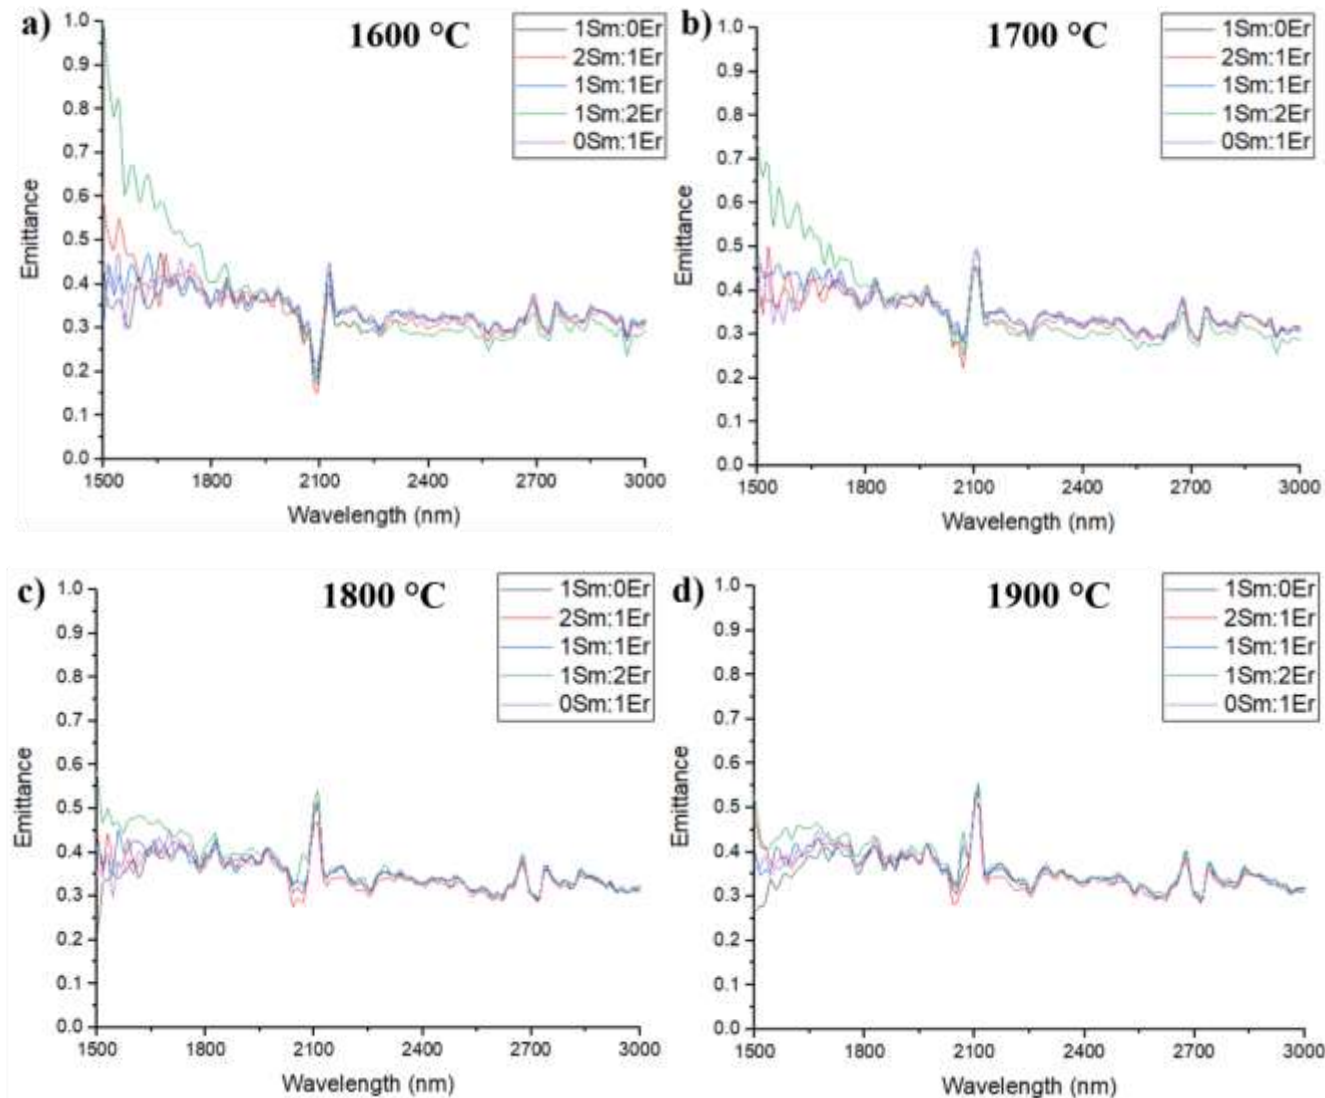 a)
1600 °C
1Sm:0Er
2Sm:1Er
1Sm:1Er
1Sm:2Er
0Sm:1Er
1.0
0.9
0.8
0.7
0.6
0.5
0.4
0.3
0.2
0.1
0.0
Emittance
1500 1800 2100 2400 2700 3000
Wavelength (nm)
b)
1700 °C
1Sm:0Er
2Sm:1Er
1Sm:1Er
1Sm:2Er
0Sm:1Er
1.0
0.9
0.8
0.7
0.6
0.5
0.4
0.3
0.2
0.1
0.0
Emittance
1500 1800 2100 2400 2700 3000
Wavelength (nm)
c)
1800 °C
1Sm:0Er
2Sm:1Er
1Sm:1Er
1Sm:2Er
0Sm:1Er
1.0
0.9
0.8
0.7
0.6
0.5
0.4
0.3
0.2
0.1
0.0
Emittance
1500 1800 2100 2400 2700 3000
Wavelength (nm)
d)
1900 °C
1Sm:0Er
2Sm:1Er
1Sm:1Er
1Sm:2Er
0Sm:1Er
1.0
0.9
0.8
0.7
0.6
0.5
0.4
0.3
0.2
0.1
0.0
Emittance
1500 1800 2100 2400 2700 3000
Wavelength (nm)